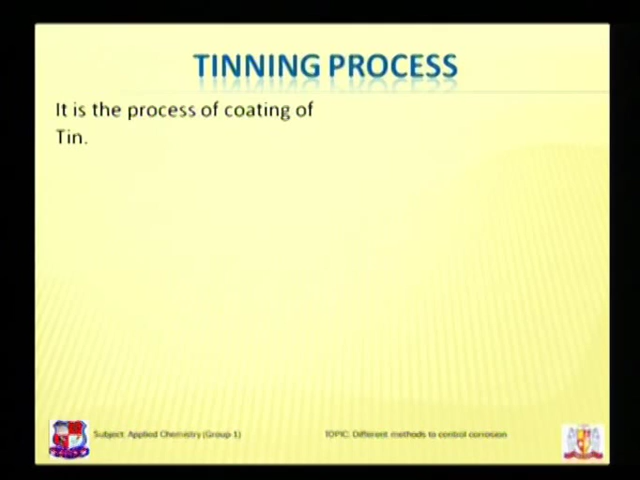 TINNING PROCESS
It is the process of coating of
Tin.
Subject: Applied Chemistry (Group 1)
TOPIC: Different methods to control corrosion